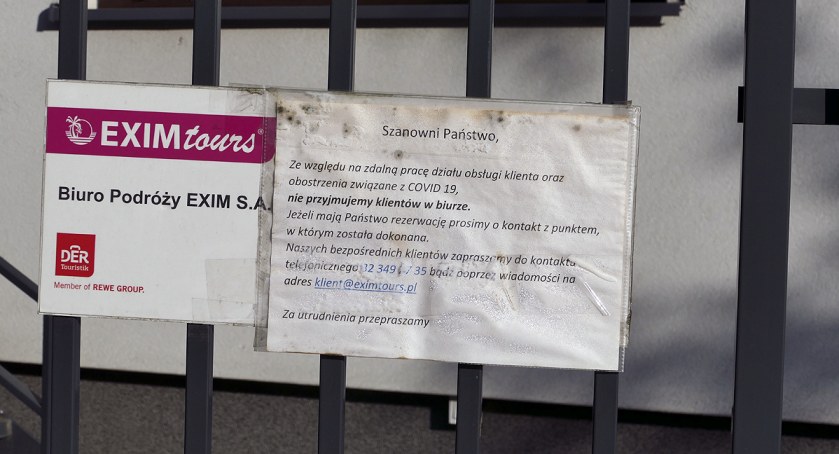 EXIMtours®
Biuro Podróży EXIM S.A.
DER
Touristik
Member of REWE GROUP.
Szanowni Państwo,
Ze względu na zdalną pracę działu obsługi klienta oraz
obostrzenia związane z COVID 19,
nie przyjmujemy klientów w biurze.
Jeżeli mają Państwo rezerwację prosimy o kontakt z punktem,
w którym została dokonana.
Naszych bezpośrednich klientów zapraszamy do kontaktu
telefonicznego 12 349 35 bądź poprzez wiadomości na
adres klient@eximtours.pl
Za utrudnienia przepraszamy